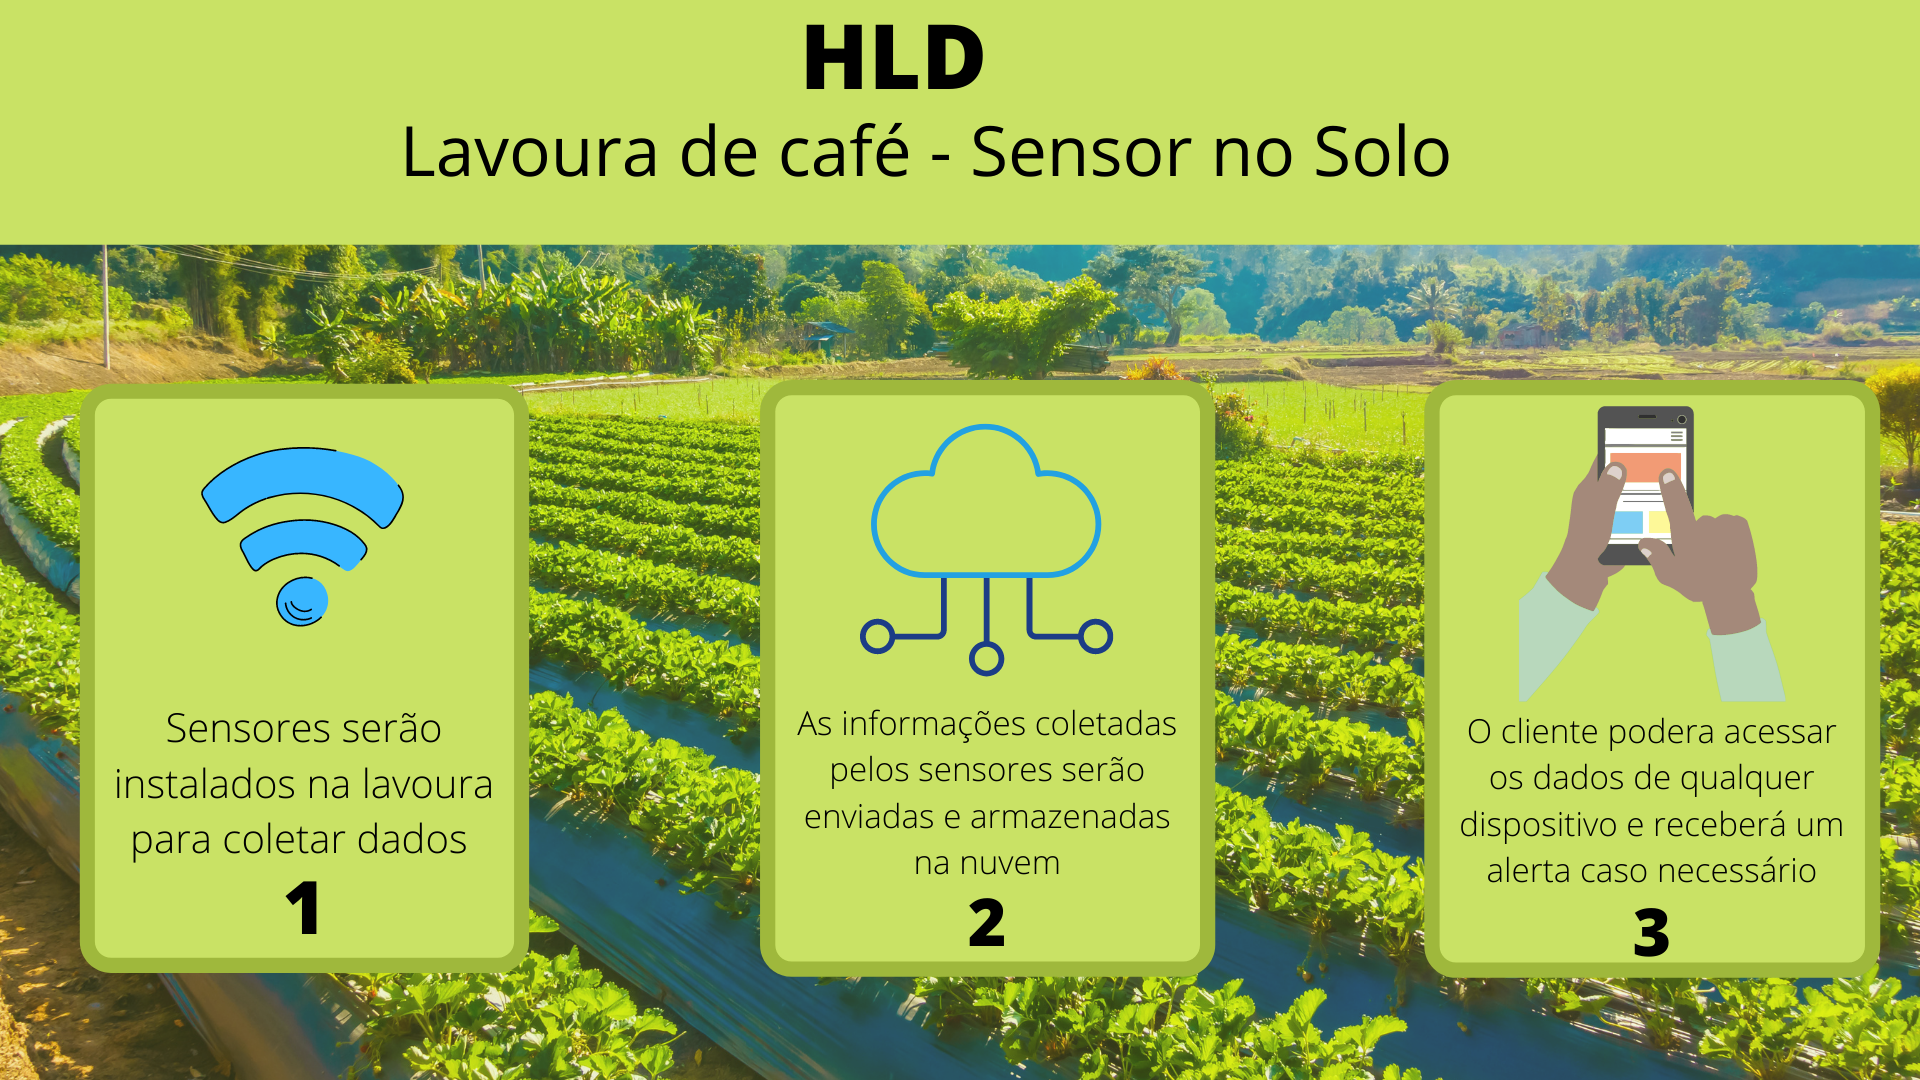 HLD
Lavoura de café - Sensor no Solo
Sensores serão
instalados na lavoura
para coletar dados
1
As informações coletadas
pelos sensores serão
enviadas e armazenadas
na nuvem
2
O cliente podera acessar
os dados de qualquer
dispositivo e receberá um
alerta caso necessário
3